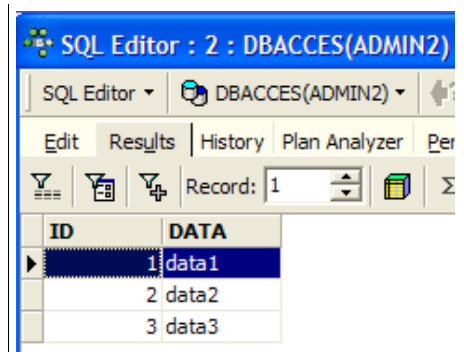 SQL Editor : 2 : DBACCES(ADMIN2)
SQL Editor DBACCES(ADMIN2)
Edit Results History Plan Analyzer
Record: 1
ID DATA
1 data1
2 data2
3 data3